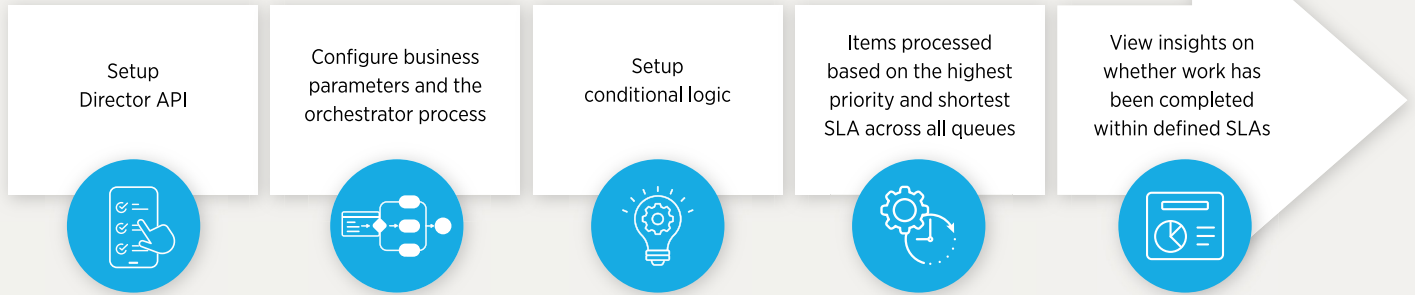 Setup
Director API
Configure business
parameters and the
orchestrator process
Setup
conditional logic
Items processed
based on the highest
priority and shortest
SLA across all queues
View insights on
whether work has
been completed
within defined SLAs